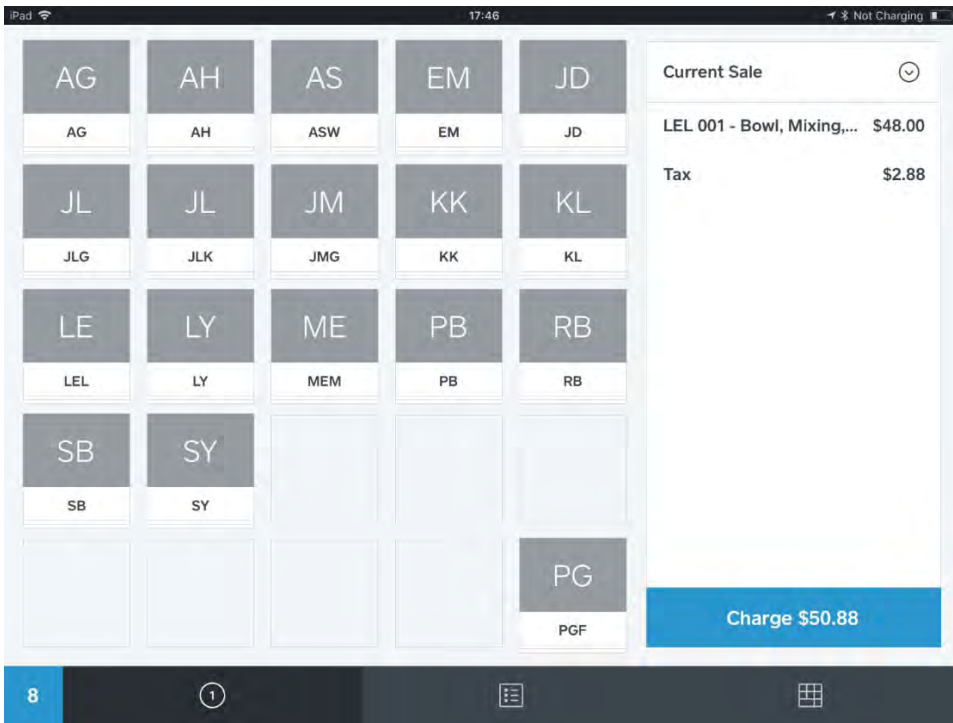 iPad 17:46 Not Charging
AG AH AS EM JD
AG AH ASW EM JD
JL JL JM KK KL
JLG JLK JMG KK KL
LE LY ME PB RB
LEL LY MEM PB RB
SB SY
SB SY
PG
PGF
Current Sale
LEL 001 - Bowl, Mixing,... $48.00
Tax $2.88
Charge $50.88
8 1